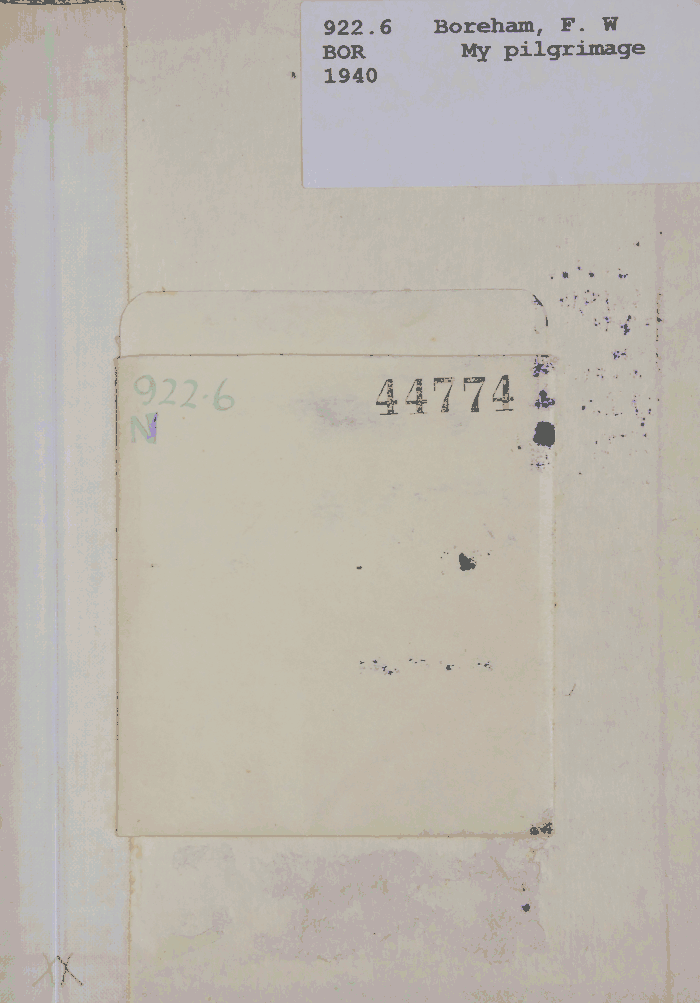 922.6 Boreham, F. W
BOR My pilgrimage
1940
922.6 44774
N
X